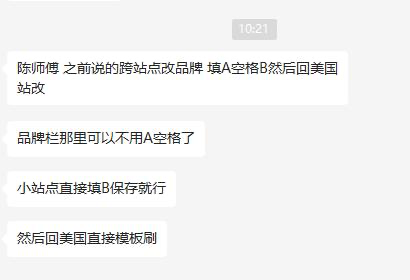 10:21
陈师傅 之前说的跨站点改品牌 填A空格B然后回美国
站改
品牌栏那里可以不用A空格了
小站点直接填B保存就行
然后回美国直接模板刷